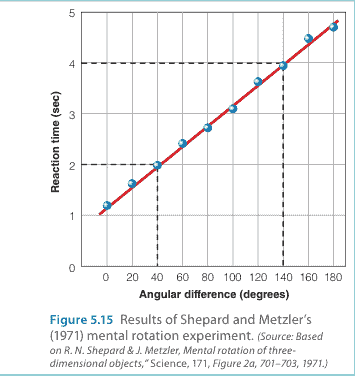 5
4
3
2
1
0
Reaction time (sec)
0 20 40 60 80 100 120 140 160 180
Angular difference (degrees)
Figure 5.15 Results of Shepard and Metzler's
(1971) mental rotation experiment. (Source: Based
on R. N. Shepard & J. Metzler, Mental rotation of three-
dimensional objects," Science, 171, Figure 2a, 701–703, 1971.)